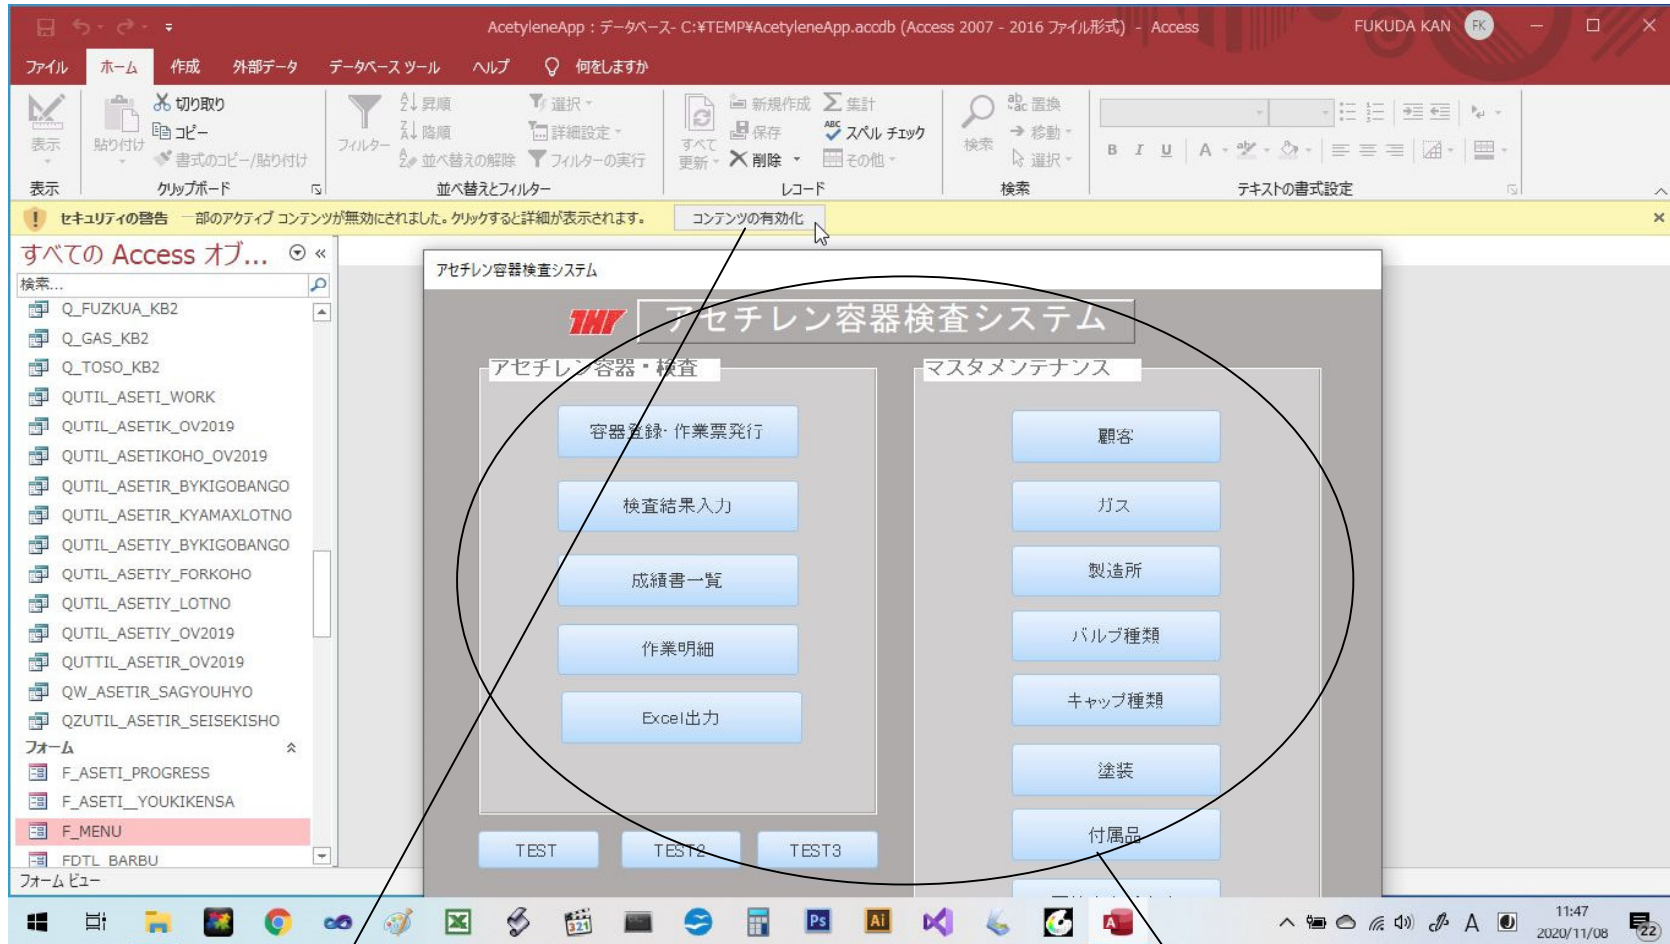 AcetyleneApp : データベース- C:¥TEMP¥AcetyleneApp.accdb (Access 2007 - 2016 ファイル形式) - Access
FUKUDA KAN FK
ファイル ホーム 作成 外部データ データベース ツール ヘルプ 何をしますか
表示
貼り付け
切り取り
コピー
書式のコピー/貼り付け
フィルター
昇順
降順
並べ替えの解除
選択
詳細設定
フィルターの実行
すべて
更新
新規作成
保存
削除
集計
スペル チェック
その他
検索
置換
移動
選択
B I U A
表示 クリップボード 並べ替えとフィルター レコード 検索 テキストの書式設定
セキュリティの警告 一部のアクティブ コンテンツが無効にされました。クリックすると詳細が表示されます。 コンテンツの有効化
すべての Access オブ... «
検索...
Q_FUZKUA_KB2
Q_GAS_KB2
Q_TOSO_KB2
QUTIL_ASETI_WORK
QUTIL_ASETIK_OV2019
QUTIL_ASETIKOHO_OV2019
QUTIL_ASETIR_BYKIGOBANGO
QUTIL_ASETIR_KYAMAXLOTNO
QUTIL_ASETIY_BYKIGOBANGO
QUTIL_ASETIY_FORKOHO
QUTIL_ASETIY_LOTNO
QUTIL_ASETIY_OV2019
QUTTIL_ASETIR_OV2019
QW_ASETIR_SAGYOUHYO
QZUTIL_ASETIR_SEISEKISHO
フォーム
F_ASETI_PROGRESS
F_ASETI__YOUKIKENSA
F_MENU
FDTL_BARBU
アセチレン容器検査システム
アセチレン容器検査システム
アセチレン容器・検査
容器登録・作業票発行
検査結果入力
成績書一覧
作業明細
Excel出力
TEST TEST2 TEST3
マスタメンテナンス
顧客
ガス
製造所
バルブ種類
キャップ種類
塗装
付属品
フォーム ビュー
321 Ps Ai A 11:47
2020/11/08
22